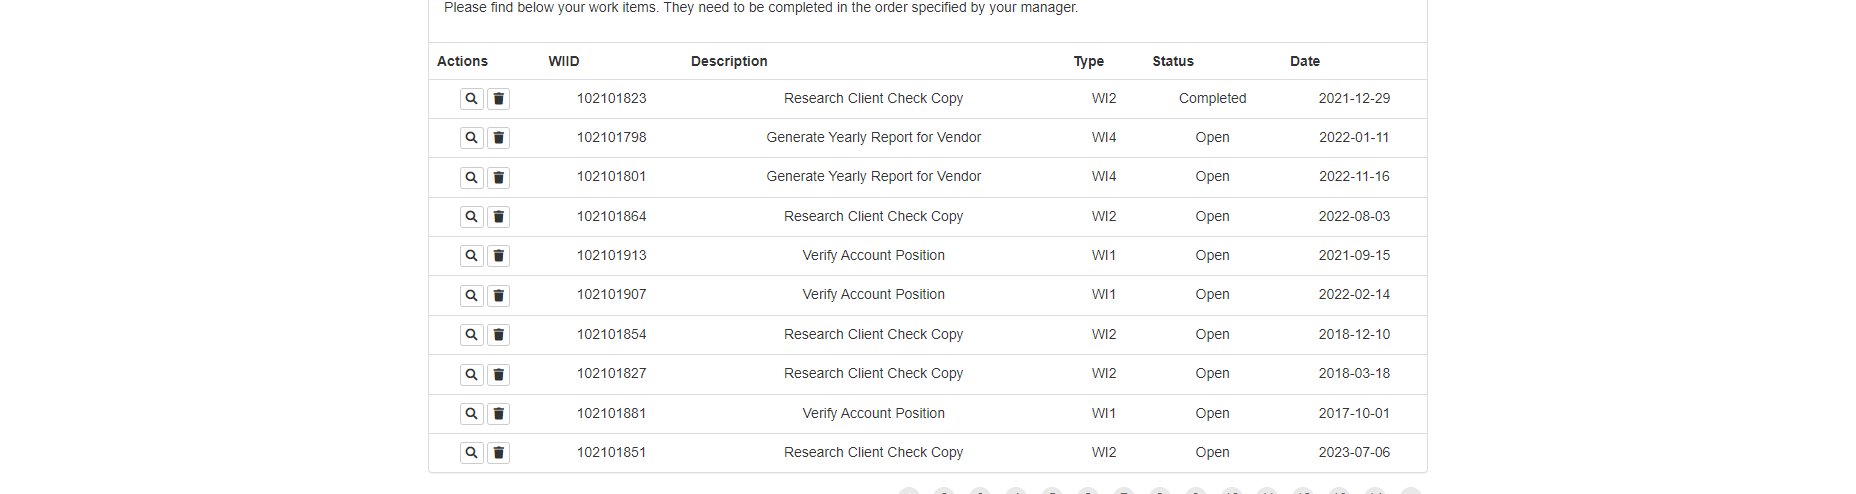 Please find below your work items. They need to be completed in the order specified by your manager.
Actions WIID Description Type Status Date
102101823 Research Client Check Copy WI2 Completed 2021-12-29
102101798 Generate Yearly Report for Vendor WI4 Open 2022-01-11
102101801 Generate Yearly Report for Vendor WI4 Open 2022-11-16
102101864 Research Client Check Copy WI2 Open 2022-08-03
102101913 Verify Account Position WI1 Open 2021-09-15
102101907 Verify Account Position WI1 Open 2022-02-14
102101854 Research Client Check Copy WI2 Open 2018-12-10
102101827 Research Client Check Copy WI2 Open 2018-03-18
102101881 Verify Account Position WI1 Open 2017-10-01
102101851 Research Client Check Copy WI2 Open 2023-07-06